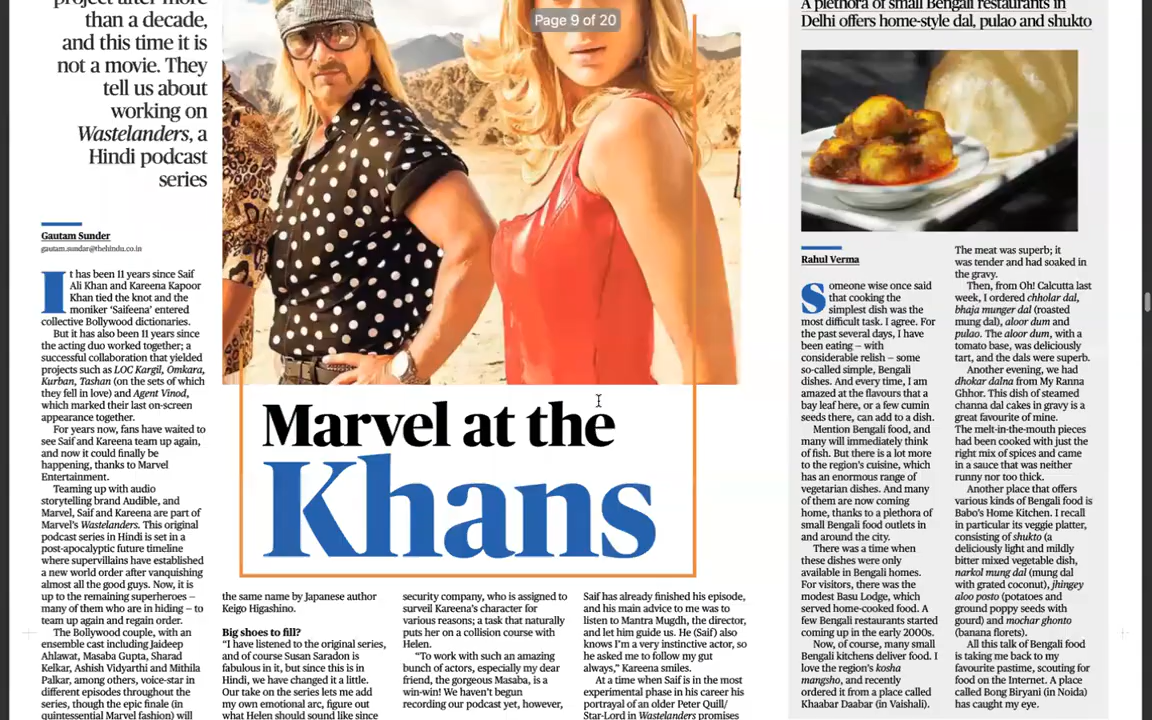 project after more
than a decade,
and this time it is
not a movie. They
tell us about
working on
Wastelanders, a
Hindi podcast
series
Gautam Sunder
gautam.sundar@thehindu.co.in
It has been 11 years since Saif
Ali Khan and Kareena Kapoor
Khan tied the knot and the
moniker ‘Saifeena’ entered
collective Bollywood dictionaries.
But it has also been 11 years since
the acting duo worked together; a
successful collaboration that yielded
projects such as LOC Kargil, Omkara,
Kurban, Tashan (on the sets of which
they fell in love) and Agent Vinod,
which marked their last on-screen
appearance together.
For years now, fans have waited to
see Saif and Kareena team up again,
and now it could finally be
happening, thanks to Marvel
Entertainment.
Teaming up with audio
storytelling brand Audible, and
Marvel, Saif and Kareena are part of
Marvel’s Wastelanders. This original
podcast series in Hindi is set in a
post-apocalyptic future timeline
where supervillains have established
a new world order after vanquishing
almost all the good guys. Now, it is
up to the remaining superheroes —
many of them who are in hiding — to
team up again and regain order.
The Bollywood couple, with an
ensemble cast including Jaideep
Ahlawat, Masaba Gupta, Sharad
Kelkar, Ashish Vidyarthi and Mithila
Palkar, among others, voice-star in
different episodes throughout the
series, though the epic finale (in
quintessential Marvel fashion) will
Page 9 of 20
Marvel at the
Khans
the same name by Japanese author
Keigo Higashino.
Big shoes to fill?
“I have listened to the original series,
and of course Susan Saradon is
fabulous in it, but since this is in
Hindi, we have changed it a little.
Our take on the series lets me add
my own emotional arc, figure out
what Helen should sound like since
security company, who is assigned to
surveil Kareena’s character for
various reasons; a task that naturally
puts her on a collision course with
Helen.
“To work with such an amazing
bunch of actors, especially my dear
friend, the gorgeous Masaba, is a
win-win! We haven’t begun
recording our podcast yet, however,
Saif has already finished his episode,
and his main advice to me was to
listen to Mantra Mugdh, the director,
and let him guide us. He (Saif) also
knows I’m a very instinctive actor, so
he asked me to follow my gut
always,” Kareena smiles.
At a time when Saif is in the most
experimental phase in his career his
portrayal of an older Peter Quill/
Star-Lord in Wastelanders promises
A plethora of small Bengali restaurants in
Delhi offers home-style dal, pulao and shukto
Rahul Verma
Someone wise once said
that cooking the
simplest dish was the
most difficult task. I agree. For
the past several days, I have
been eating — with
considerable relish — some
so-called simple, Bengali
dishes. And every time, I am
amazed at the flavours that a
bay leaf here, or a few cumin
seeds there, can add to a dish.
Mention Bengali food, and
many will immediately think
of fish. But there is a lot more
to the region’s cuisine, which
has an enormous range of
vegetarian dishes. And many
of them are now coming
home, thanks to a plethora of
small Bengali food outlets in
and around the city.
There was a time when
these dishes were only
available in Bengali homes.
For visitors, there was the
modest Basu Lodge, which
served home-cooked food. A
few Bengali restaurants started
coming up in the early 2000s.
Now, of course, many small
Bengali kitchens deliver food. I
love the region’s kosha
mangsho, and recently
ordered it from a place called
Khaabar Daabar (in Vaishali).
The meat was superb; it
was tender and had soaked in
the gravy.
Then, from Oh! Calcutta last
week, I ordered chholar dal,
bhaja munger dal (roasted
mung dal), aloor dum and
pulao. The aloor dum, with a
tomato base, was deliciously
tart, and the dals were superb.
Another evening, we had
dhokar dalna from My Ranna
Ghhor. This dish of steamed
channa dal cakes in gravy is a
great favourite of mine.
The melt-in-the-mouth pieces
had been cooked with just the
right mix of spices and came
in a sauce that was neither
runny nor too thick.
Another place that offers
various kinds of Bengali food is
Babo’s Home Kitchen. I recall
in particular its veggie platter,
consisting of shukto (a
deliciously light and mildly
bitter mixed vegetable dish,
narkol mung dal (mung dal
with grated coconut), jhingey
aloo posto (potatoes and
ground poppy seeds with
gourd) and mochar ghonto
(banana florets).
All this talk of Bengali food
is taking me back to my
favourite pastime, scouting for
food on the Internet. A place
called Bong Biryani (in Noida)
has caught my eye.